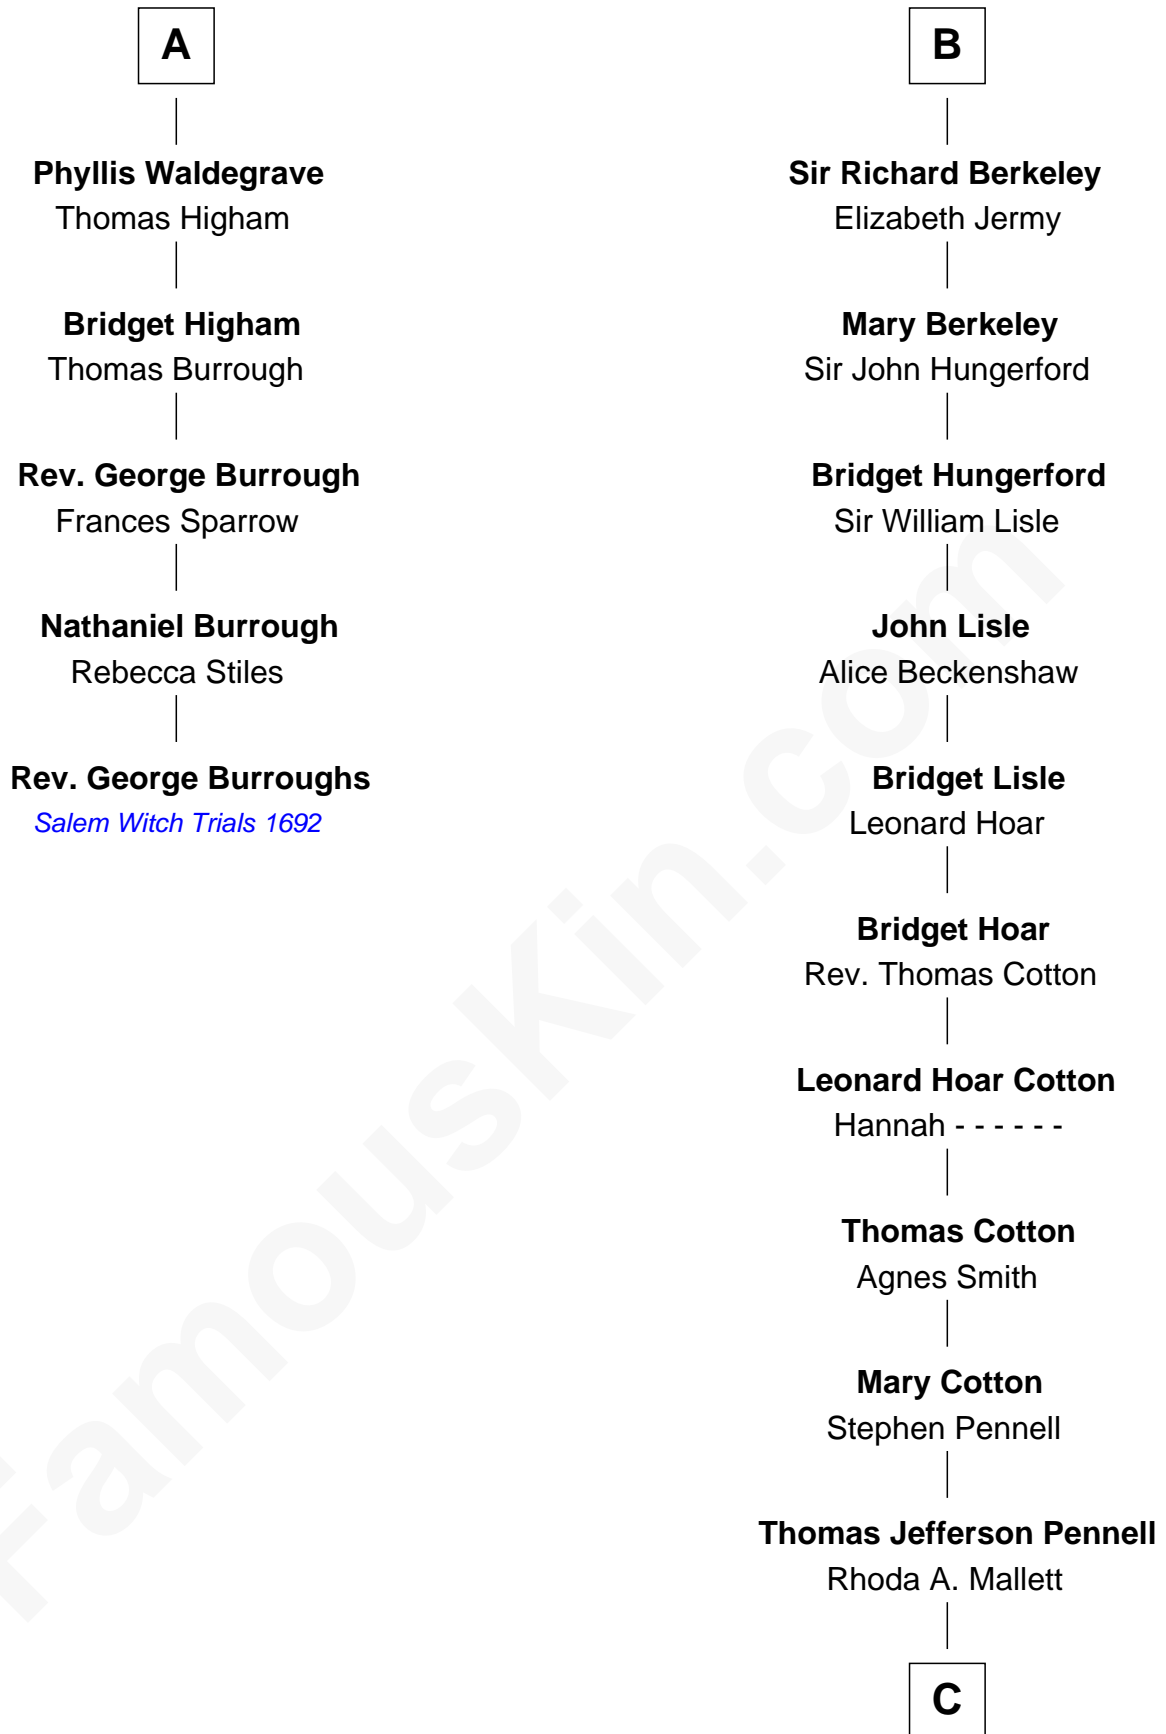 A
Phyllis Waldegrave
Thomas Higham
Bridget Higham
Thomas Burrough
Rev. George Burrough
Frances Sparrow
Nathaniel Burrough
Rebecca Stiles
Rev. George Burroughs
Salem Witch Trials 1692
B
Sir Richard Berkeley
Elizabeth Jermy
Mary Berkeley
Sir John Hungerford
Bridget Hungerford
Sir William Lisle
John Lisle
Alice Beckenshaw
Bridget Lisle
Leonard Hoar
Bridget Hoar
Rev. Thomas Cotton
Leonard Hoar Cotton
Hannah - - - - - -
Thomas Cotton
Agnes Smith
Mary Cotton
Stephen Pennell
Thomas Jefferson Pennell
Rhoda A. Mallett
C
FamousKin.com